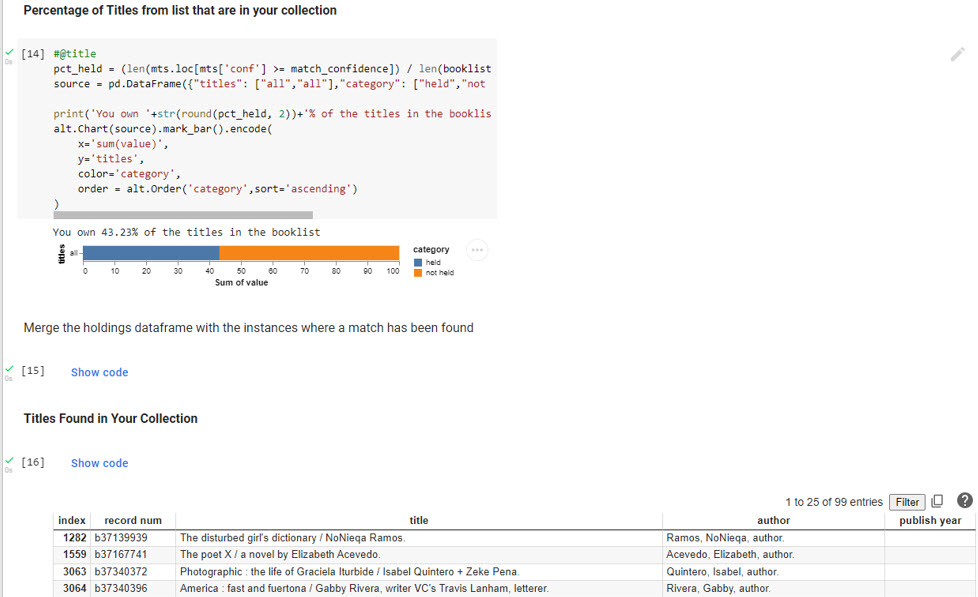 Percentage of Titles from list that are in your collection
[14] #@title
0s
pct_held = (len(mts.loc[mts['conf'] >= match_confidence]) / len(booklist
source = pd.DataFrame({"titles": ["all","all"],"category": ["held","not
print('You own '+str(round(pct_held, 2))+'% of the titles in the booklis
alt.Chart(source).mark_bar().encode(
x='sum(value)',
y='titles',
color='category',
order = alt.Order('category',sort='ascending')
)
You own 43.23% of the titles in the booklist
titles
all
0 10 20 30 40 50 60 70 80 90 100
Sum of value
category
held
not held
Merge the holdings dataframe with the instances where a match has been found
[15] Show code
0s
Titles Found in Your Collection
[16] Show code
0s
1 to 25 of 99 entries Filter ?
index record num title author publish year
1282 b37139939 The disturbed girl's dictionary / NoNieqa Ramos. Ramos, NoNieqa, author.
1559 b37167741 The poet X / a novel by Elizabeth Acevedo. Acevedo, Elizabeth, author.
3063 b37340372 Photographic : the life of Graciela Iturbide / Isabel Quintero + Zeke Pena. Quintero, Isabel, author.
3064 b37340396 America : fast and fuertona / Gabby Rivera, writer VC's Travis Lanham, letterer. Rivera, Gabby, author.